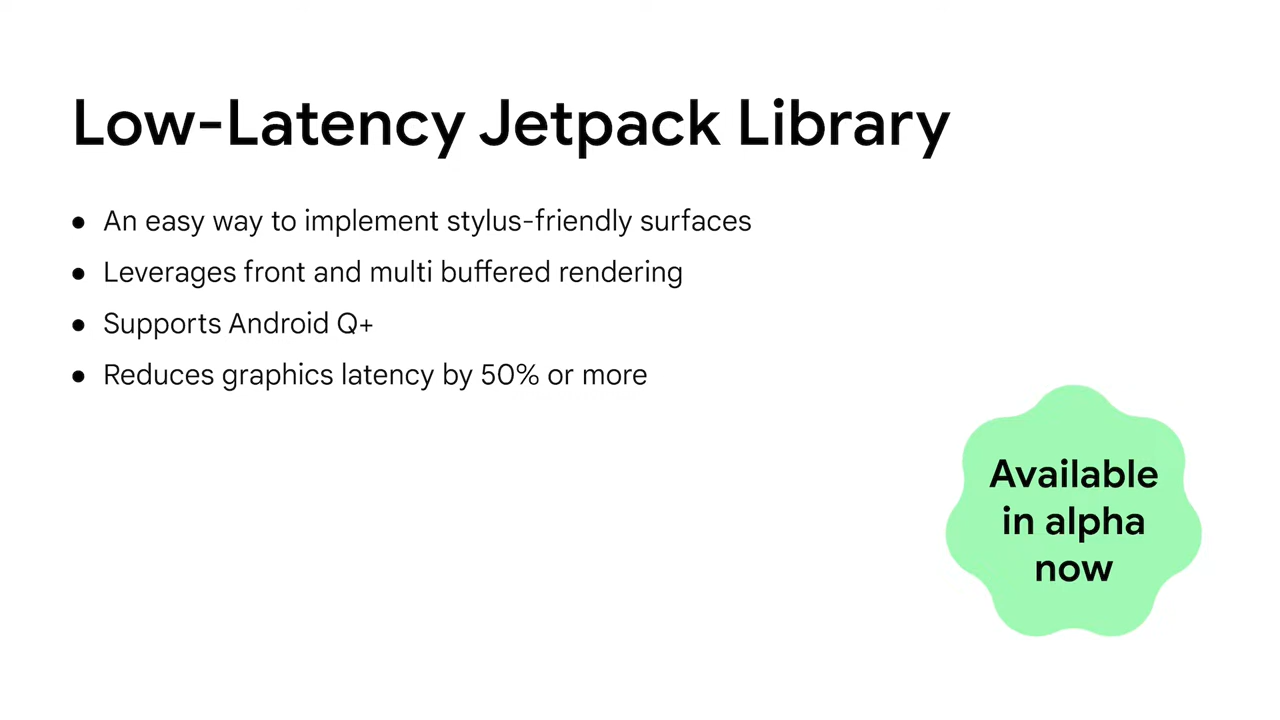 Low-Latency Jetpack Library
● An easy way to implement stylus-friendly surfaces
● Leverages front and multi buffered rendering
● Supports Android Q+
● Reduces graphics latency by 50% or more
Available
in alpha
now